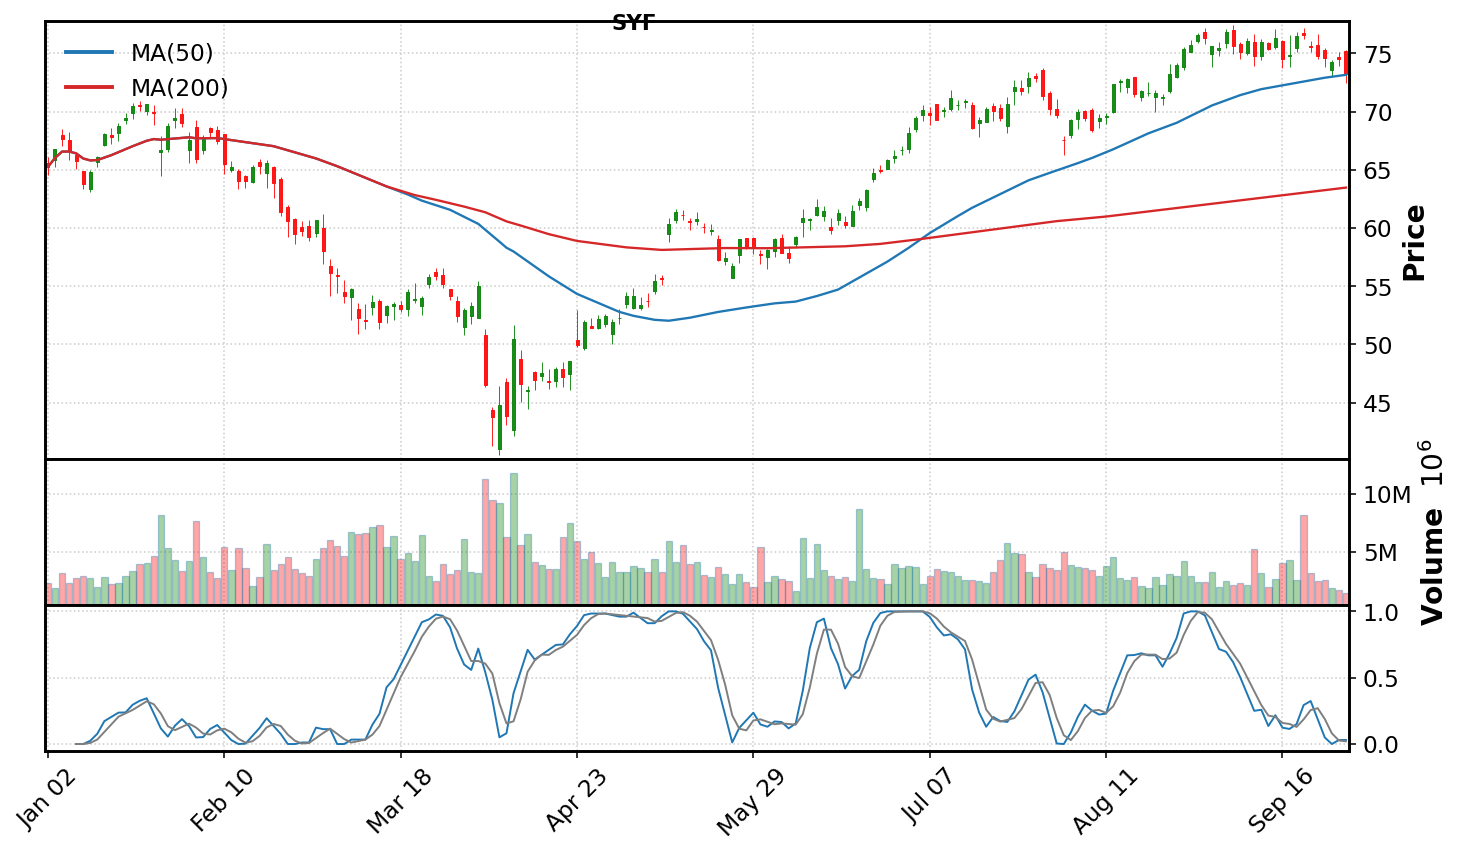 SYF
MA(50)
MA(200)
75
70
65
60
55
50
45
Price
10M
5M
Volume 10^6
1.0
0.5
0.0
Jan 02
Feb 10
Mar 18
Apr 23
May 29
Jul 07
Aug 11
Sep 16